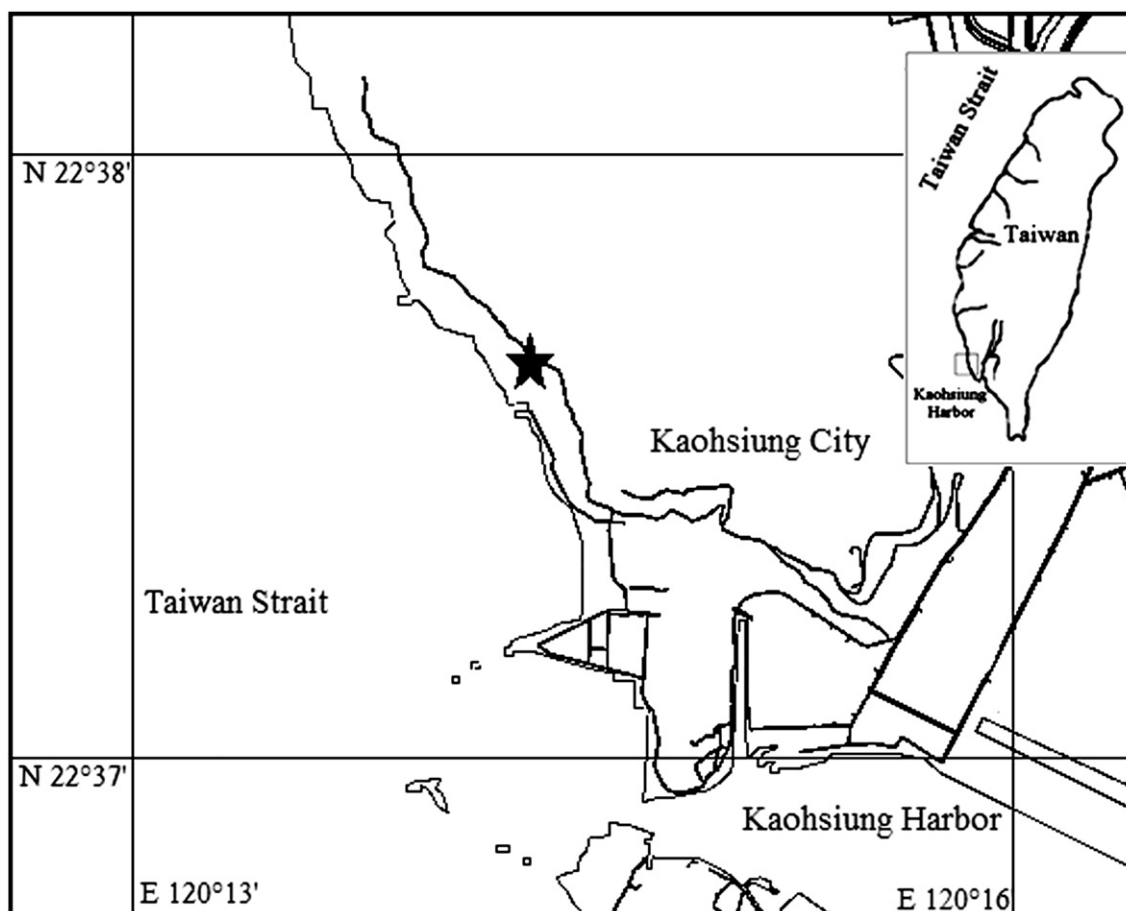 N 22°38'
Taiwan Strait
Taiwan
Kaohsiung
Harbor
Kaohsiung City
Taiwan Strait
N 22°37'
Kaohsiung Harbor
E 120°13'
E 120°16'